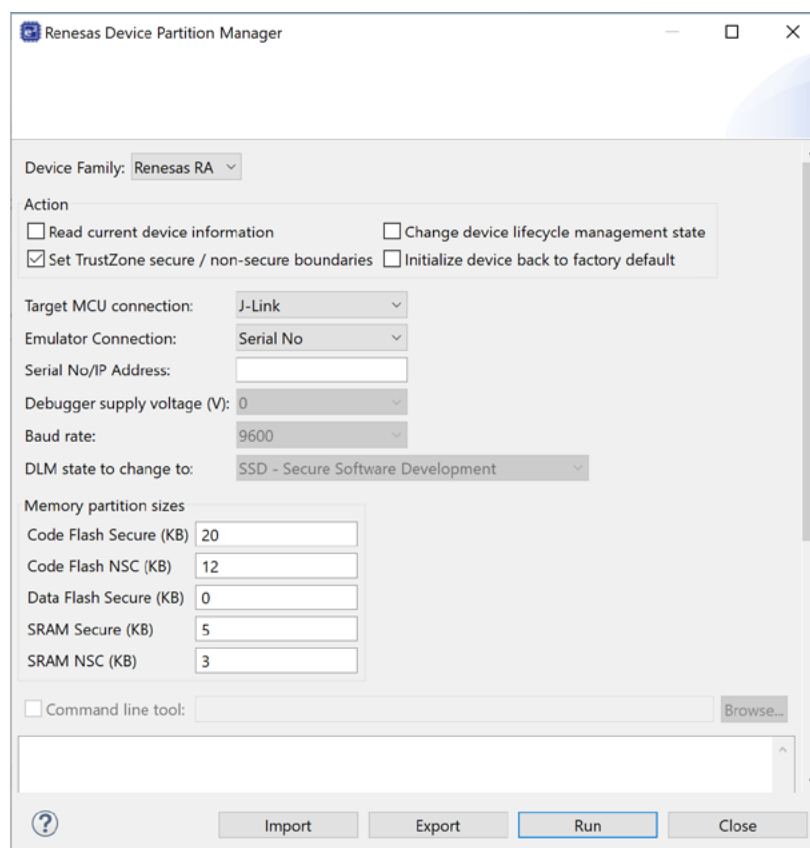 Renesas Device Partition Manager
Device Family: Renesas RA
Action
Read current device information Change device lifecycle management state
Set TrustZone secure / non-secure boundaries Initialize device back to factory default
Target MCU connection: J-Link
Emulator Connection: Serial No
Serial No/IP Address:
Debugger supply voltage (V): 0
Baud rate: 9600
DLM state to change to: SSD - Secure Software Development
Memory partition sizes
Code Flash Secure (KB) 20
Code Flash NSC (KB) 12
Data Flash Secure (KB) 0
SRAM Secure (KB) 5
SRAM NSC (KB) 3
Command line tool: Browse...
? Import Export Run Close